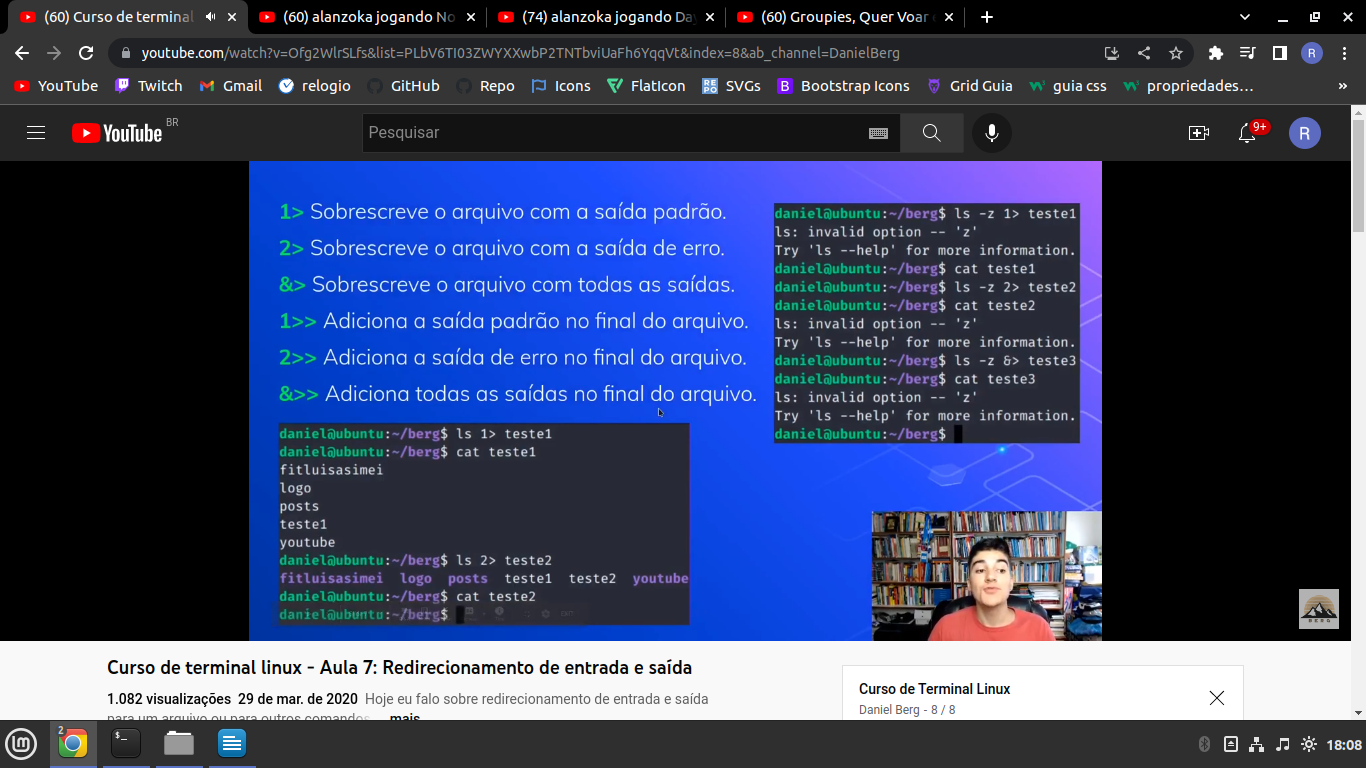 (60) Curso de terminal
(60) alanzoka jogando No
(74) alanzoka jogando Da
(60) Groupies, Quer Voar
youtube.com/watch?v=Ofg2WlrSLfs&list=PLbV6TI03ZWYXXwbP2TNTbviUaFh6YqqVt&index=8&ab_channel=DanielBerg
R
YouTube
Twitch
Gmail
relogio
GitHub
Repo
Icons
FlatIcon
RE
PO
SVGs
B
Bootstrap Icons
Grid Guia
guia css
propriedades…
»
YouTube BR
Pesquisar
9+
R
1> Sobrescreve o arquivo com a saída padrão.
2> Sobrescreve o arquivo com a saída de erro.
&> Sobrescreve o arquivo com todas as saídas.
1>> Adiciona a saída padrão no final do arquivo.
2>> Adiciona a saída de erro no final do arquivo.
&>> Adiciona todas as saídas no final do arquivo.
daniel@ubuntu:~/berg$ ls 1> teste1
daniel@ubuntu:~/berg$ cat teste1
fitluisasimei
logo
posts
teste1
youtube
daniel@ubuntu:~/berg$ ls 2> teste2
fitluisasimei logo posts teste1 teste2 youtube
daniel@ubuntu:~/berg$ cat teste2
daniel@ubuntu:~/berg$
daniel@ubuntu:~/berg$ ls -z 1> teste1
ls: invalid option -- 'z'
Try 'ls --help' for more information.
daniel@ubuntu:~/berg$ cat teste1
daniel@ubuntu:~/berg$ ls -z 2> teste2
daniel@ubuntu:~/berg$ cat teste2
ls: invalid option -- 'z'
Try 'ls --help' for more information.
daniel@ubuntu:~/berg$ ls -z &> teste3
daniel@ubuntu:~/berg$ cat teste3
ls: invalid option -- 'z'
Try 'ls --help' for more information.
daniel@ubuntu:~/berg$
BERG
Curso de terminal linux - Aula 7: Redirecionamento de entrada e saída
1.082 visualizações 29 de mar. de 2020 Hoje eu falo sobre redirecionamento de entrada e saída
para um arquivo ou para outros comandos … mais
Curso de Terminal Linux
Daniel Berg - 8 / 8
2
$_
18:08